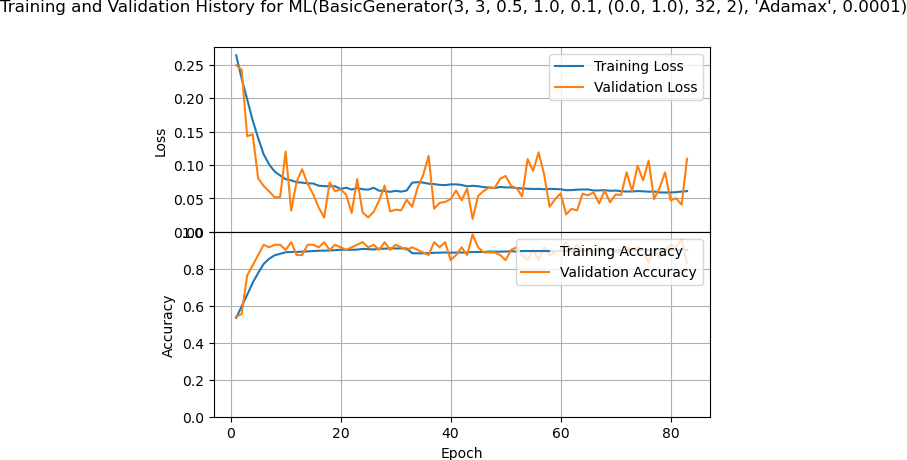 Training and Validation History for ML(BasicGenerator(3, 3, 0.5, 1.0, 0.1, (0.0, 1.0), 32, 2), 'Adamax', 0.0001)
Training Loss
Validation Loss
Loss
0.25
0.20
0.15
0.10
0.05
0.00
Training Accuracy
Validation Accuracy
Accuracy
1.0
0.8
0.6
0.4
0.2
0.0
0 20 40 60 80
Epoch